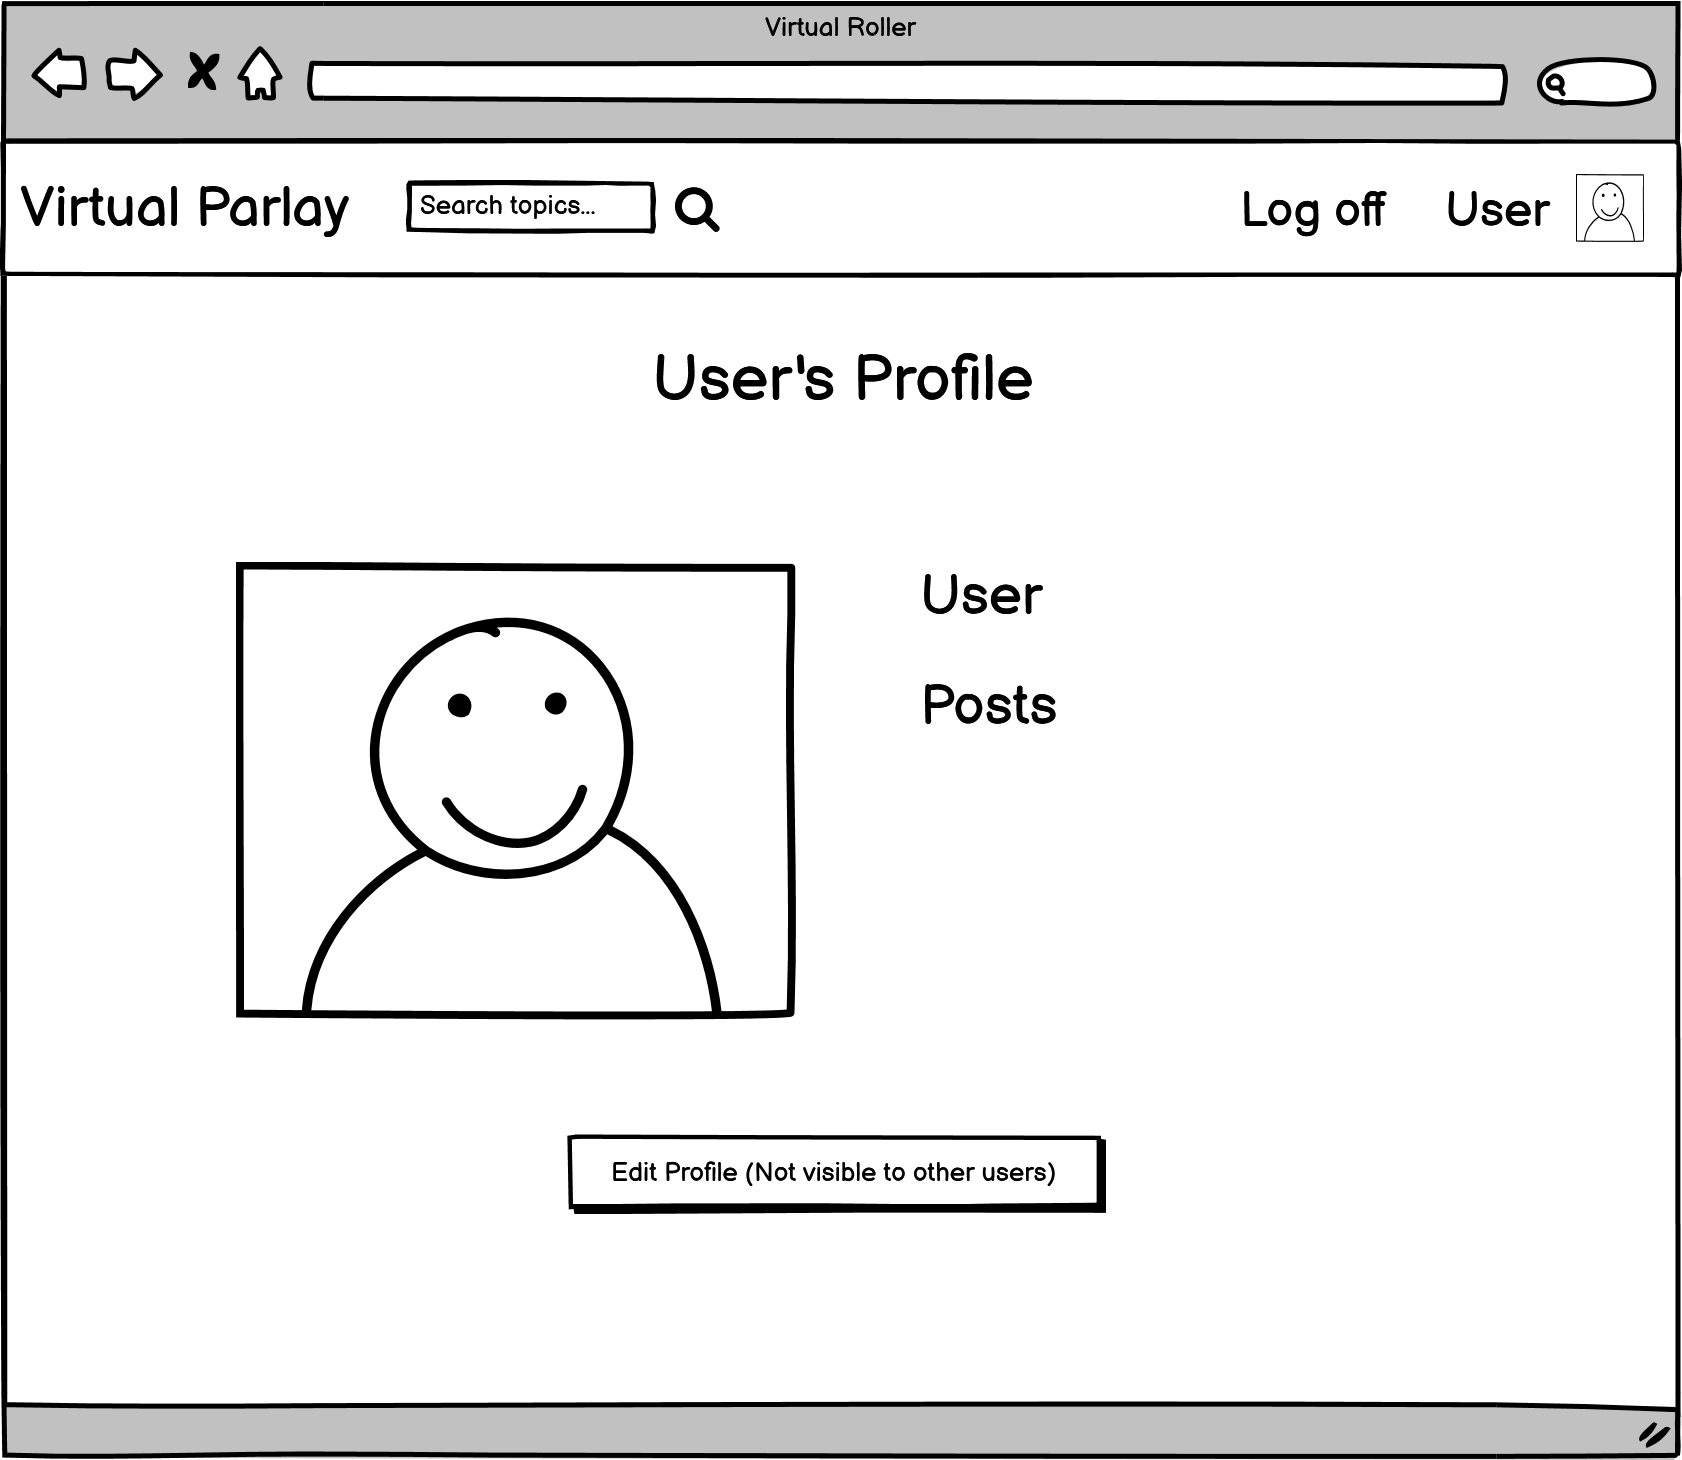 Virtual Roller
Virtual Parlay
Search topics...
Log off
User
User's Profile
User
Posts
Edit Profile (Not visible to other users)